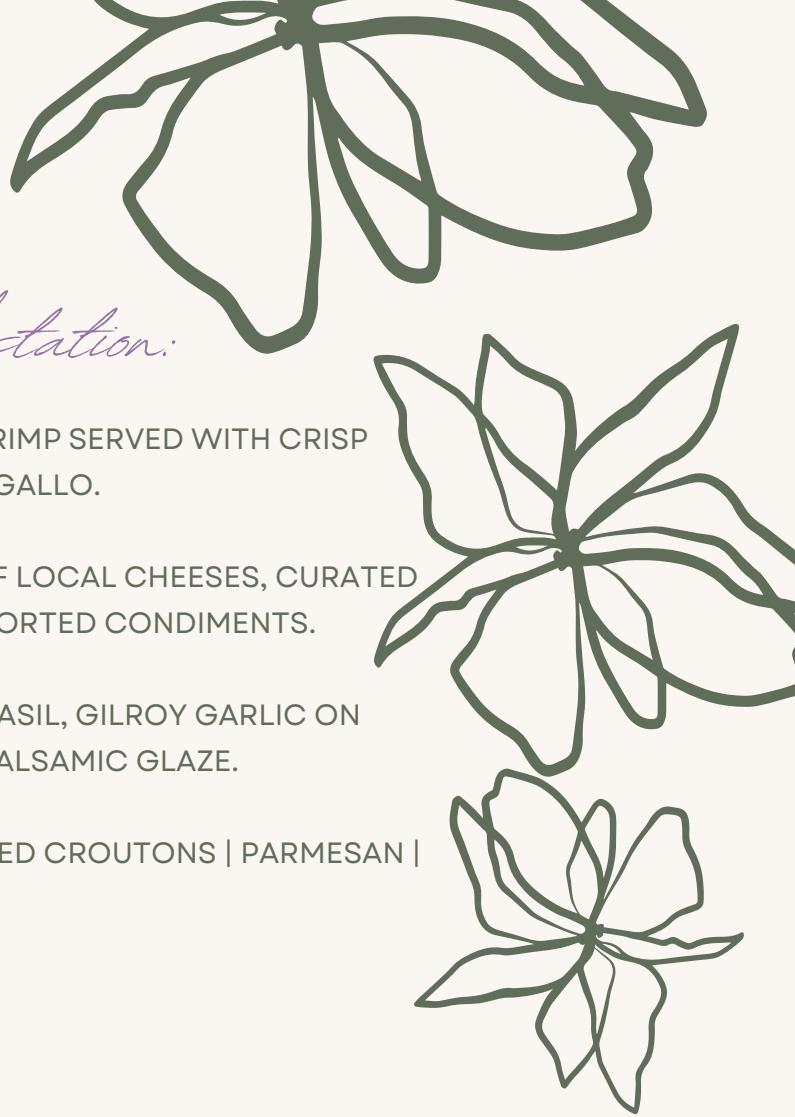 tation:
RIMP SERVED WITH CRISP
GALLO.
F LOCAL CHEESES, CURATED
ORTED CONDIMENTS.
ASIL, GILROY GARLIC ON
ALSAMIC GLAZE.
ED CROUTONS | PARMESAN |